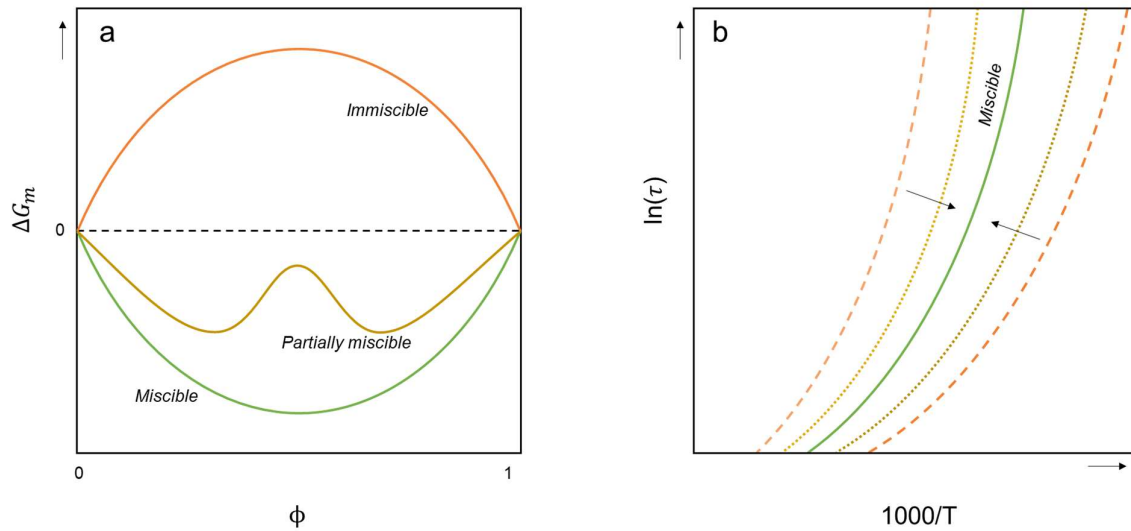 a
Immiscible
ΔG_m
0
Partially miscible
Miscible
0
1
ϕ
b
Miscible
ln(τ)
1000/T